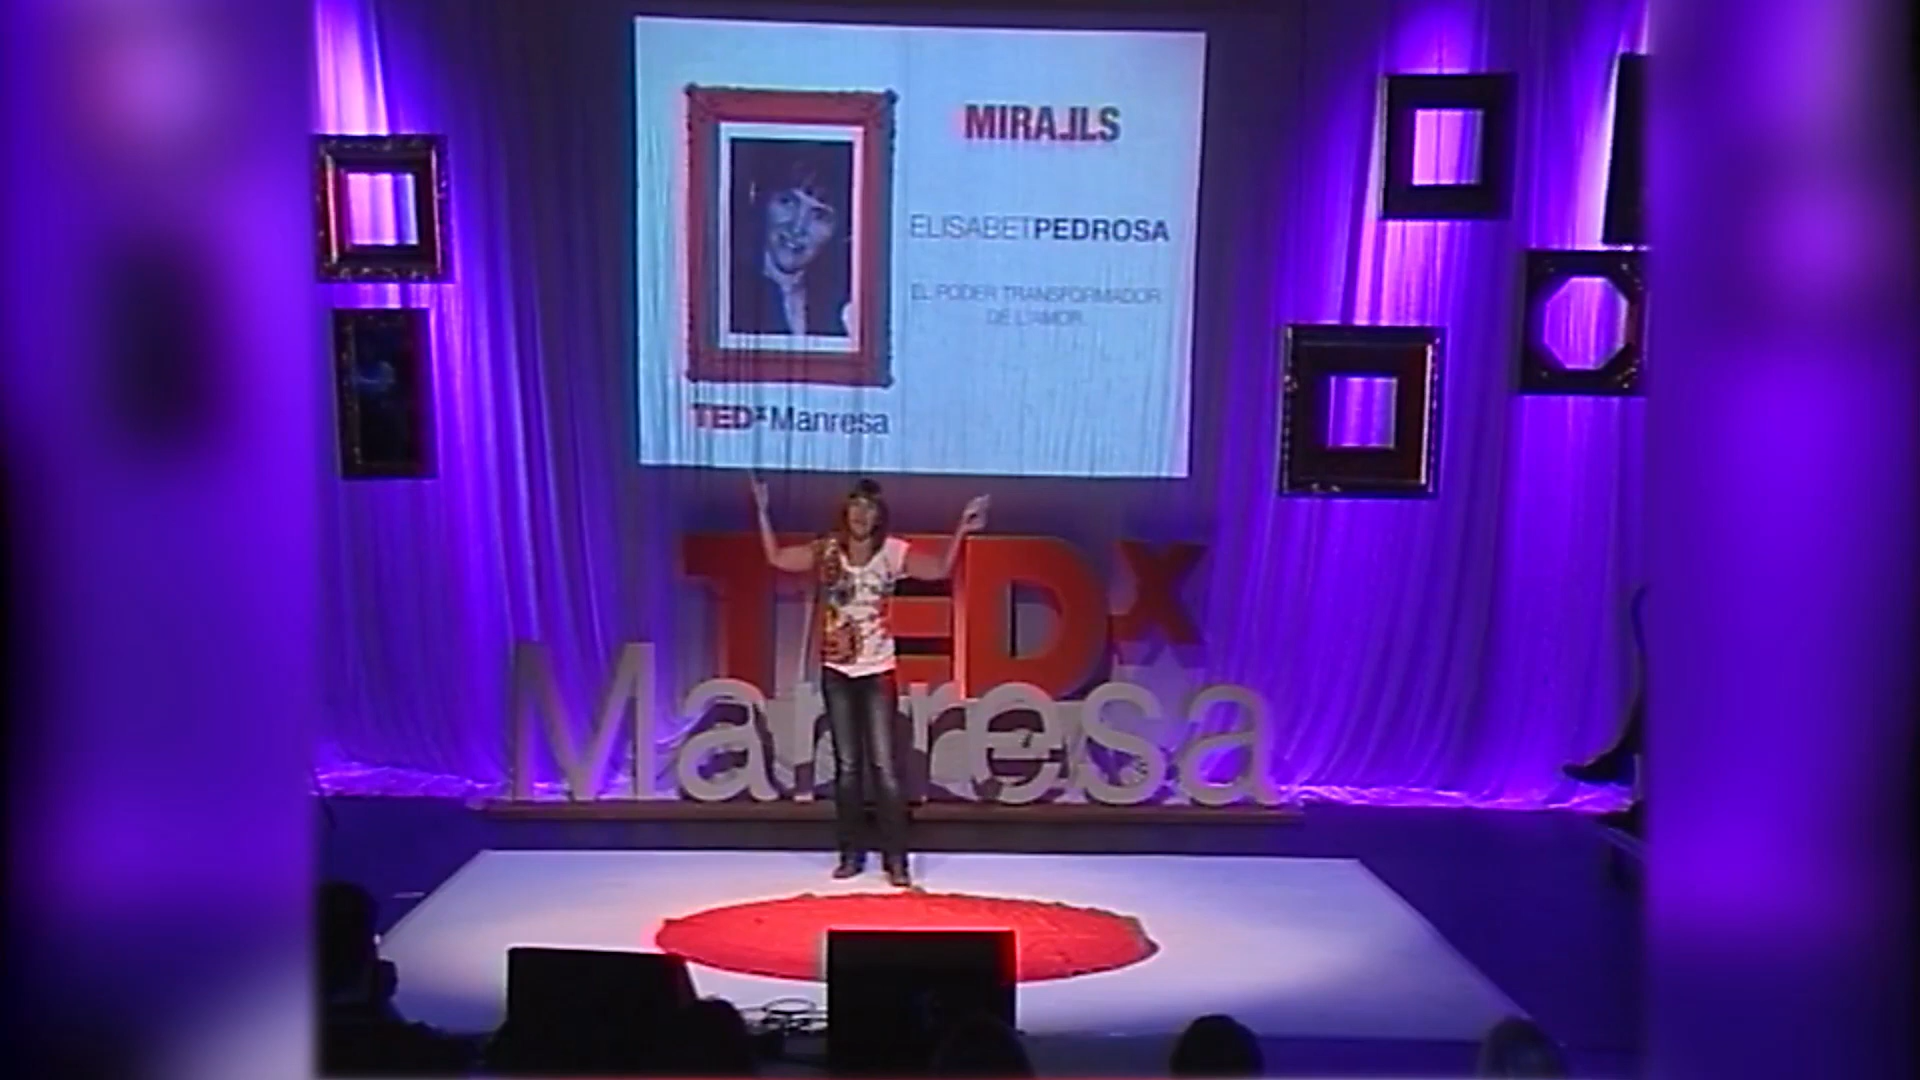 MIRALLS
ELISABETPEDROSA
EL PODER TRANSFORMADOR
DE L'AMOR
TEDxManresa
TEDx
Manresa